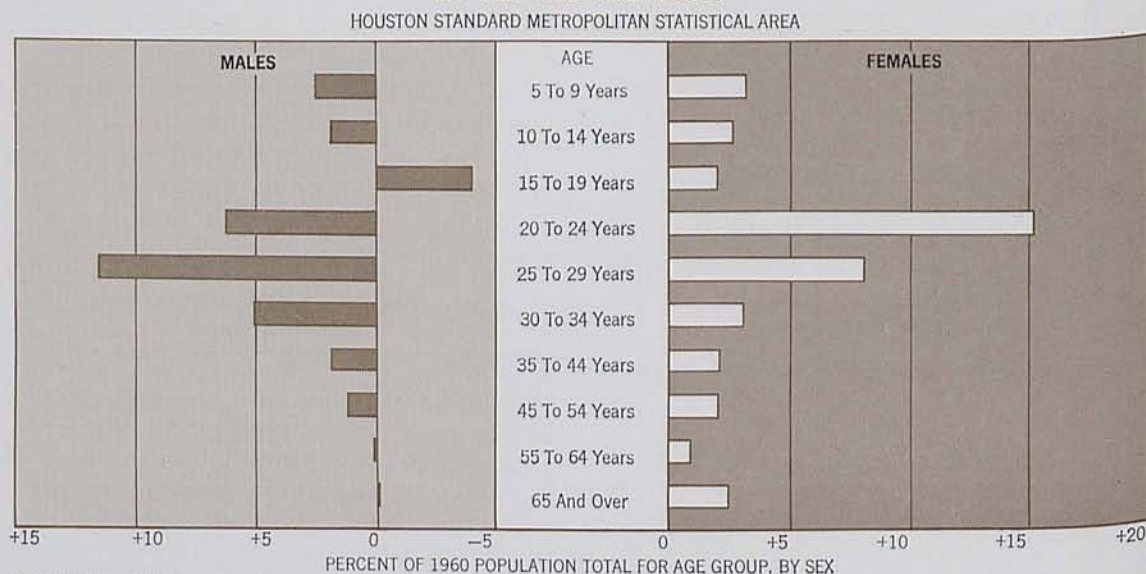 HOUSTON STANDARD METROPOLITAN STATISTICAL AREA
MALES AGE FEMALES
5 To 9 Years
10 To 14 Years
15 To 19 Years
20 To 24 Years
25 To 29 Years
30 To 34 Years
35 To 44 Years
45 To 54 Years
55 To 64 Years
65 And Over
+15 +10 +5 0 −5 0 +5 +10 +15 +20
PERCENT OF 1960 POPULATION TOTAL FOR AGE GROUP, BY SEX